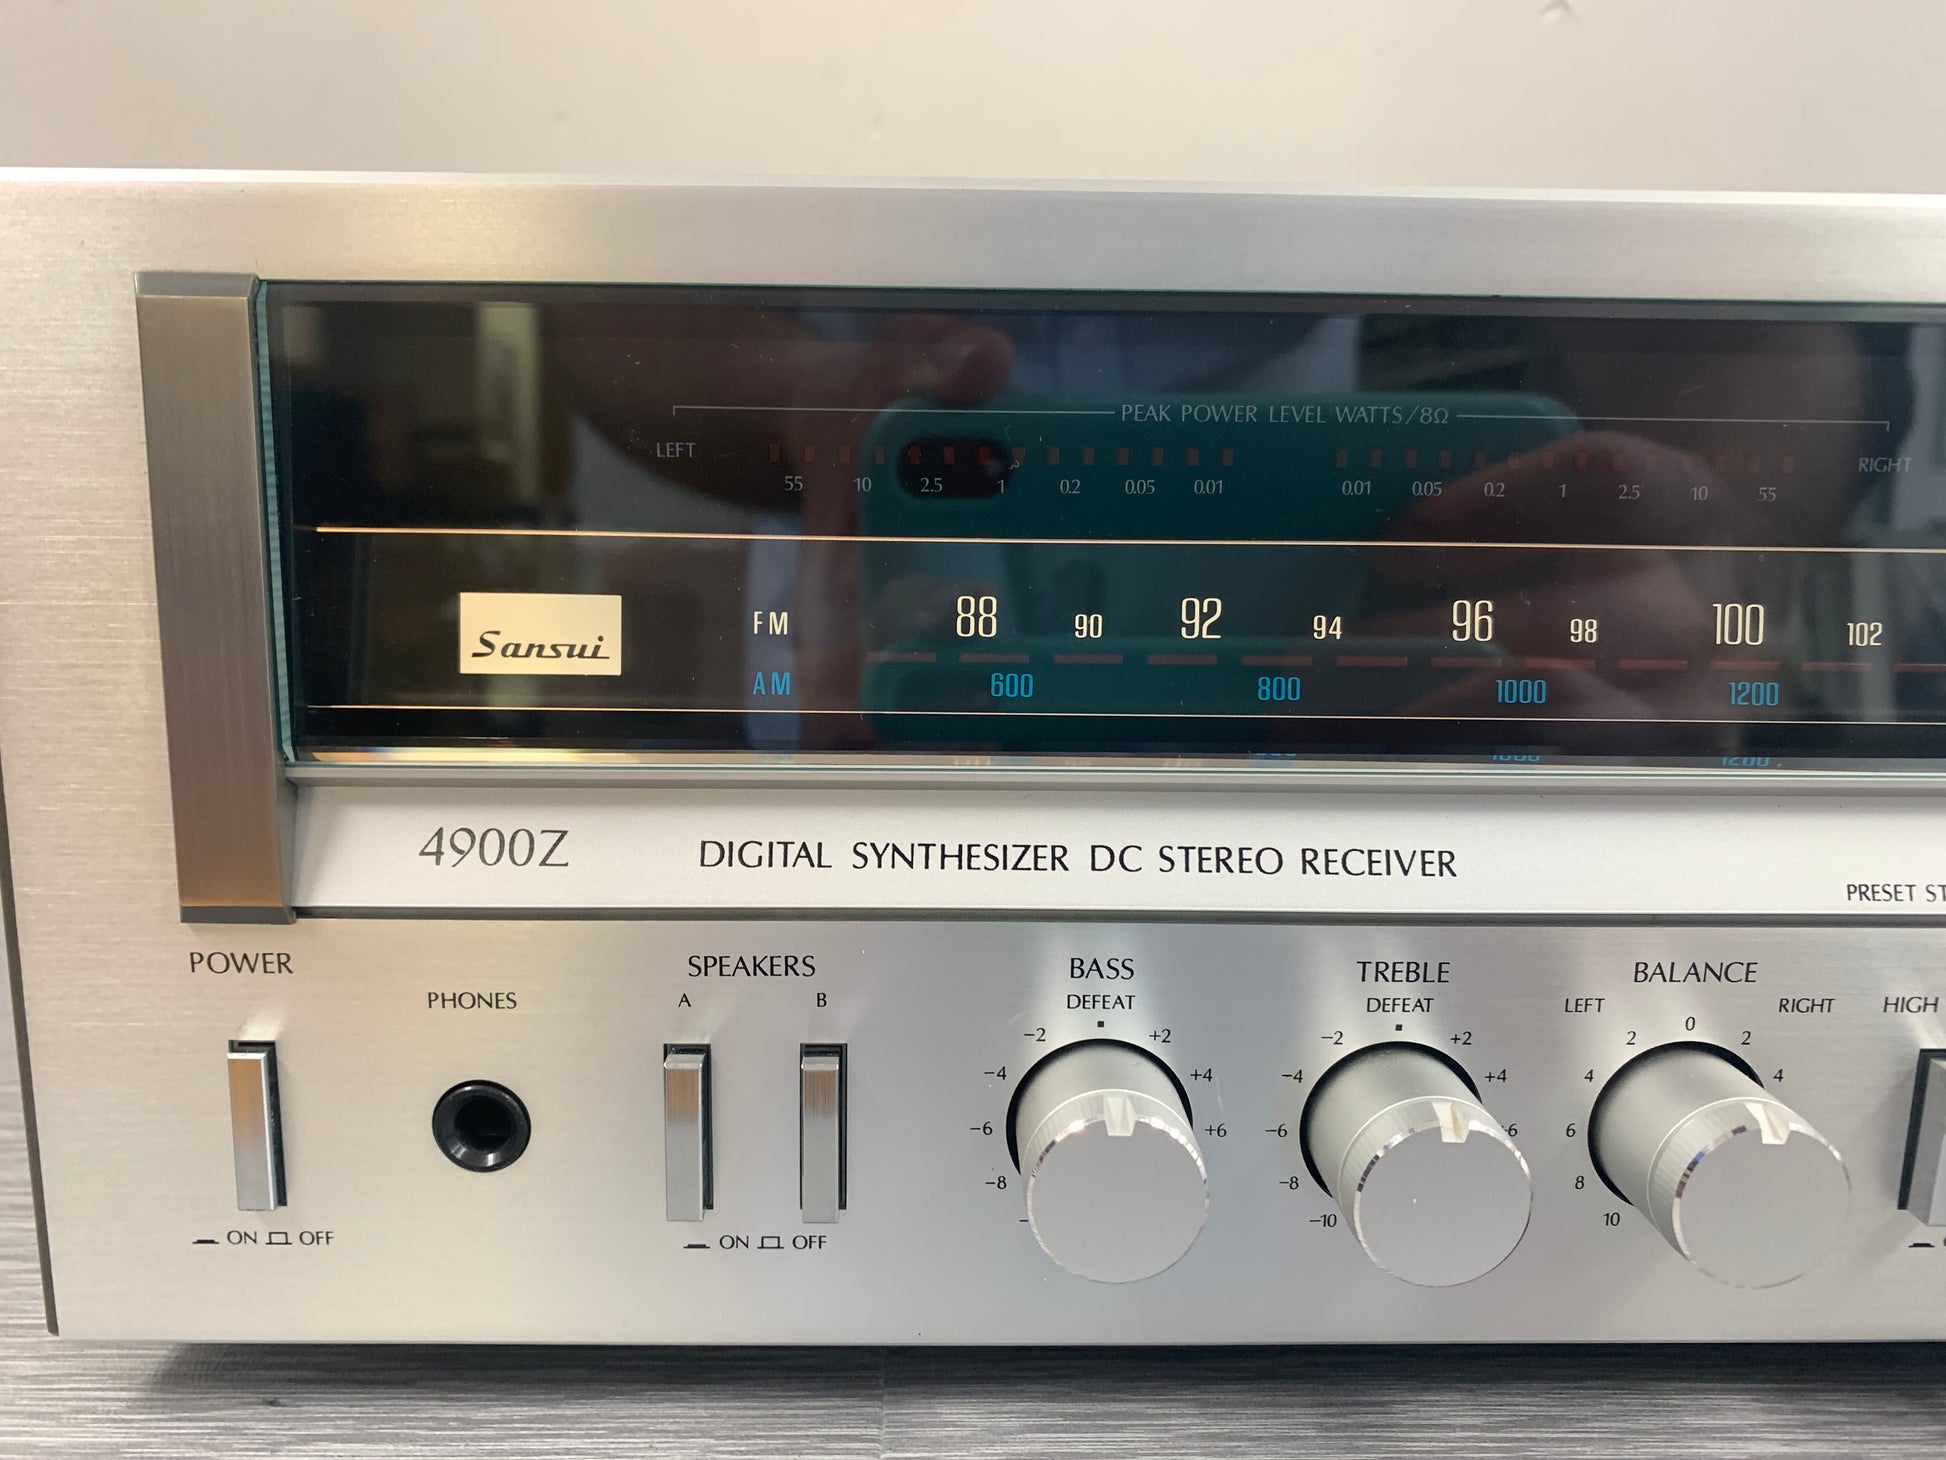 PEAK POWER LEVEL WATTS/8Ω
LEFT RIGHT
55 10 2.5 1 0.2 0.05 0.01 0.01 0.05 0.2 1 2.5 10 55
Sansui
FM 88 90 92 94 96 98 100 102
AM 600 800 1000 1200
4900Z DIGITAL SYNTHESIZER DC STEREO RECEIVER
PRESET ST
POWER
ON OFF
PHONES
SPEAKERS
A B
ON OFF
BASS
DEFEAT
-2 +2
-4 +4
-6 +6
-8
TREBLE
DEFEAT
-2 +2
-4 +4
-6 6
-8
-10
BALANCE
LEFT RIGHT
0
2 2
4 4
6
8
10
HIGH